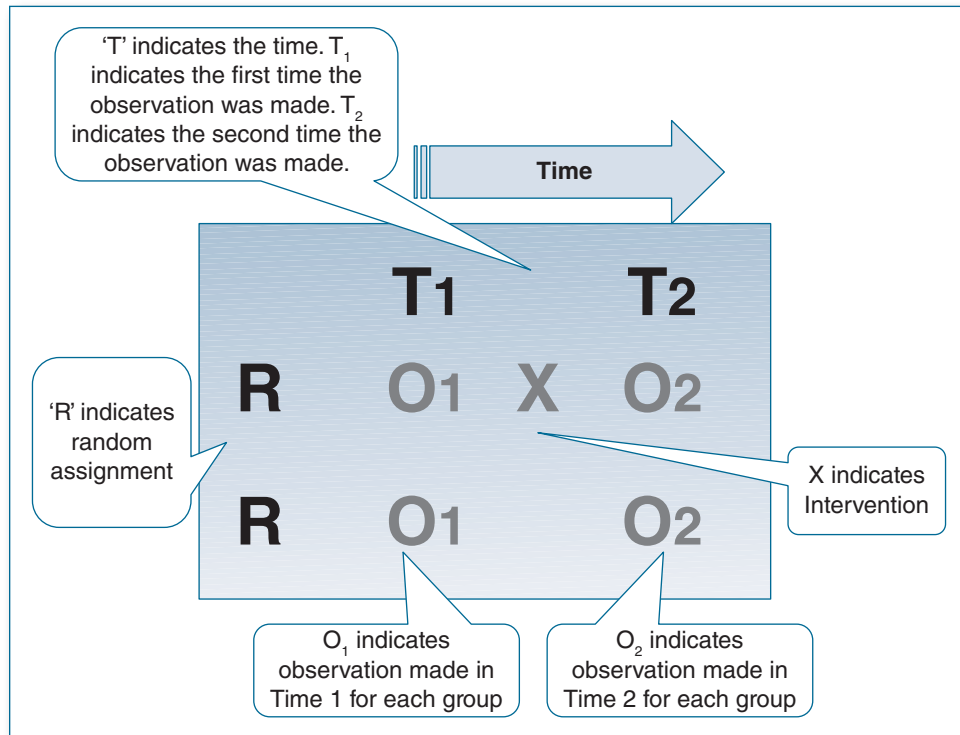 ‘T’ indicates the time. T1
indicates the first time the
observation was made. T2
indicates the second time the
observation was made.
Time
T1 T2
R O1 X O2
‘R’ indicates
random
assignment
X indicates
Intervention
R O1 O2
O1 indicates
observation made in
Time 1 for each group
O2 indicates
observation made in
Time 2 for each group